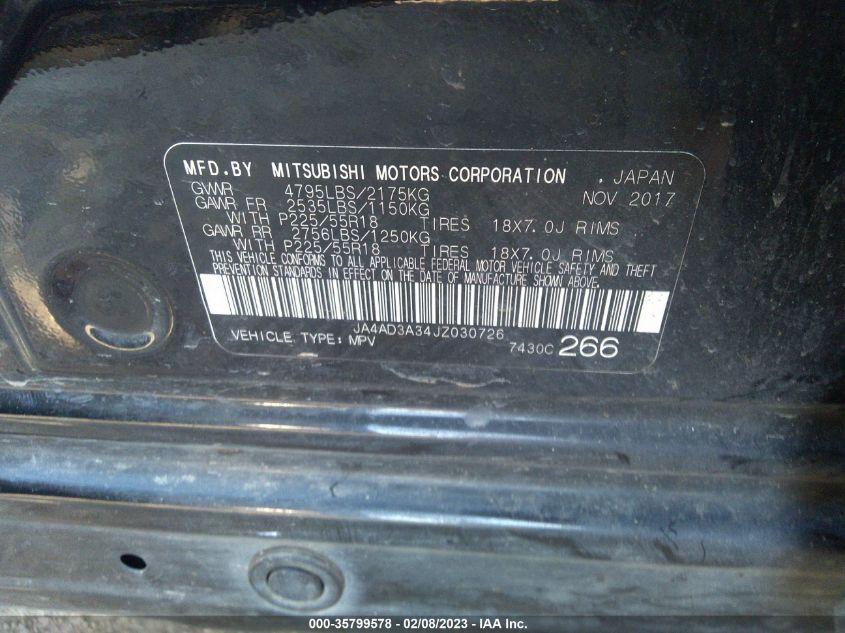 MFD.BY MITSUBISHI MOTORS CORPORATION . JAPAN
GVWR 4795LBS/2175KG NOV 2017
GAWR FR 2535LBS/1150KG
WITH P225/55R18 TIRES 18X7.0J RIMS
GAWR RR 2756LBS/1250KG
WITH P225/55R18 TIRES 18X7.0J RIMS
THIS VEHICLE CONFORMS TO ALL APPLICABLE FEDERAL MOTOR VEHICLE SAFETY AND THEFT
PREVENTION STANDARDS IN EFFECT ON THE DATE OF MANUFACTURE SHOWN ABOVE.
JA4AD3A34JZ030726
VEHICLE TYPE: MPV 7430C 266
000-35799578 - 02/08/2023 - IAA Inc.